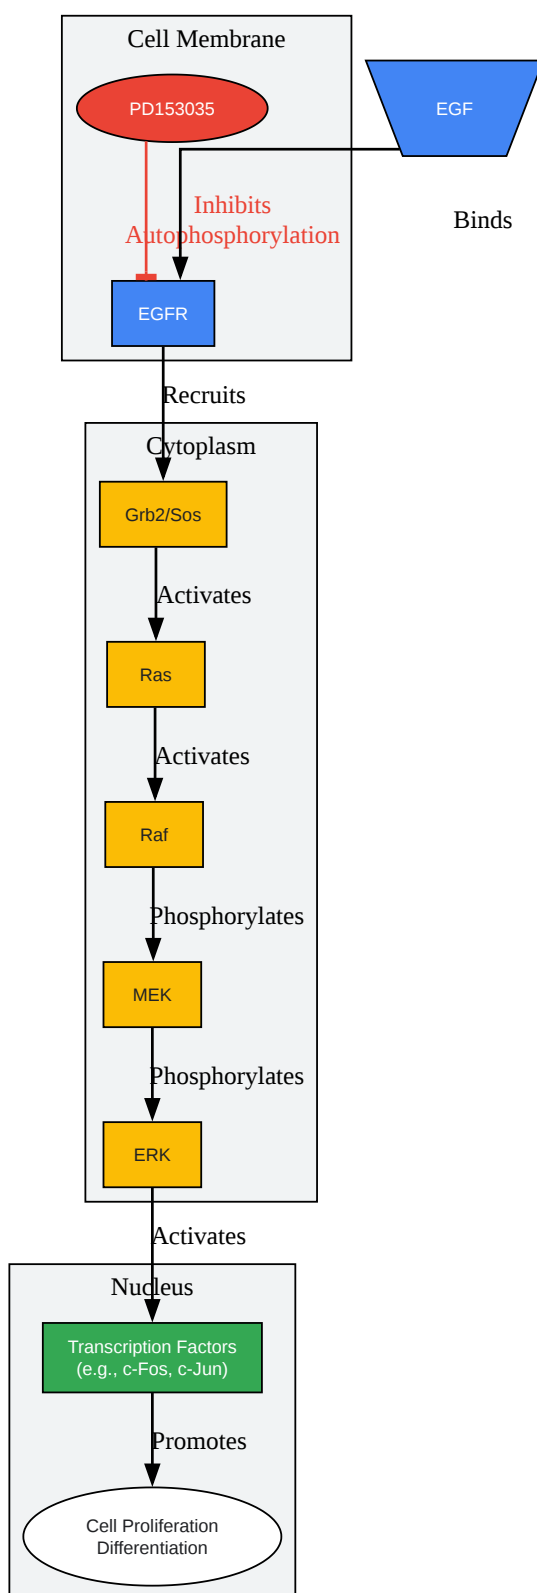 Cell Membrane
PD153035
EGF
Inhibits
Autophosphorylation
Binds
EGFR
Recruits
Cytoplasm
Grb2/Sos
Activates
Ras
Activates
Raf
Phosphorylates
MEK
Phosphorylates
ERK
Activates
Nucleus
Transcription Factors
(e.g., c-Fos, c-Jun)
Promotes
Cell Proliferation
Differentiation